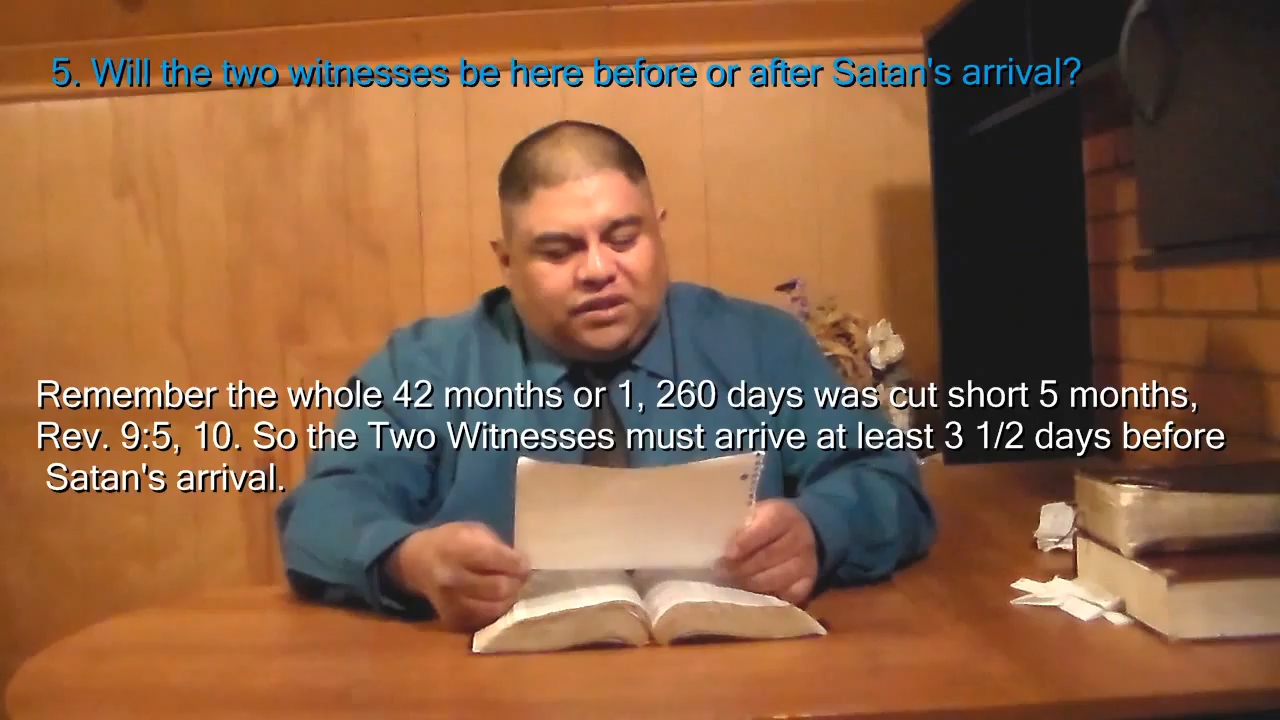 5. Will the two witnesses be here before or after Satan's arrival?
Remember the whole 42 months or 1, 260 days was cut short 5 months,
Rev. 9:5, 10. So the Two Witnesses must arrive at least 3 1/2 days before
Satan's arrival.